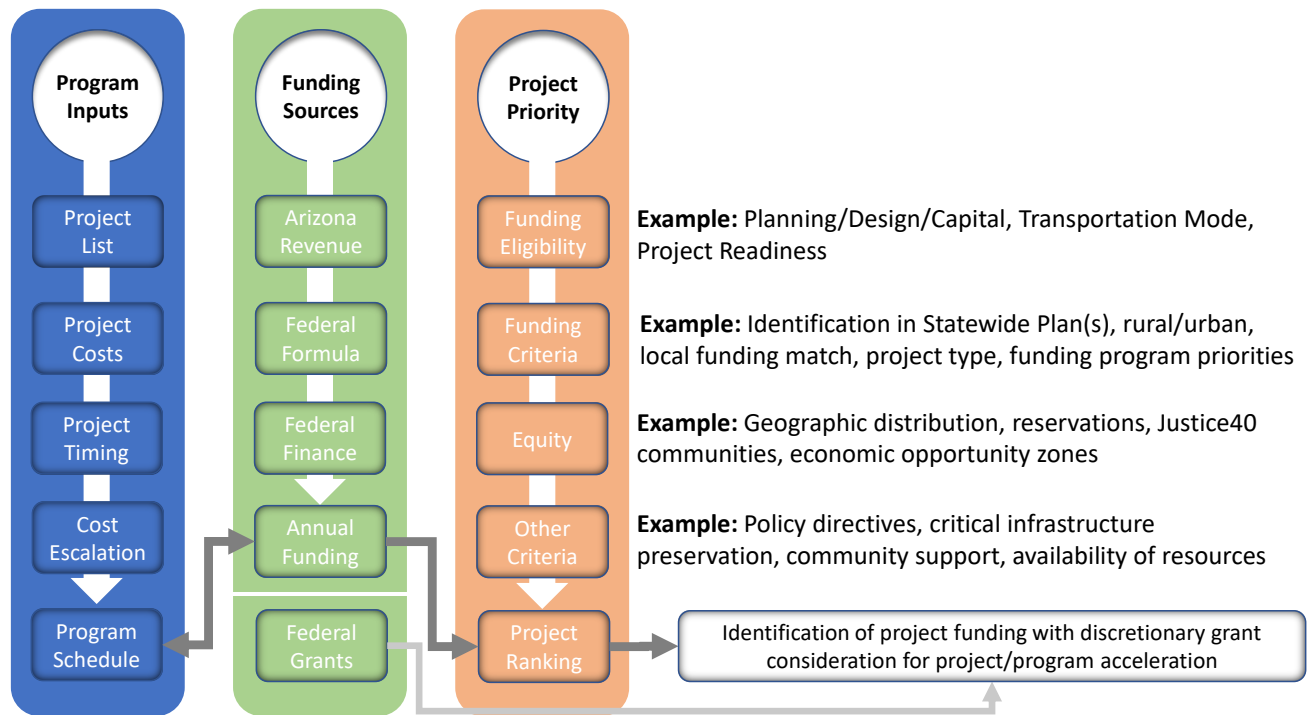 Program
Inputs
Project
List
Project
Costs
Project
Timing
Cost
Escalation
Program
Schedule
Funding
Sources
Arizona
Revenue
Federal
Formula
Federal
Finance
Annual
Funding
Federal
Grants
Project
Priority
Funding
Eligibility
Funding
Criteria
Equity
Other
Criteria
Project
Ranking
Example: Planning/Design/Capital, Transportation Mode,
Project Readiness
Example: Identification in Statewide Plan(s), rural/urban,
local funding match, project type, funding program priorities
Example: Geographic distribution, reservations, Justice40
communities, economic opportunity zones
Example: Policy directives, critical infrastructure
preservation, community support, availability of resources
Identification of project funding with discretionary grant
consideration for project/program acceleration